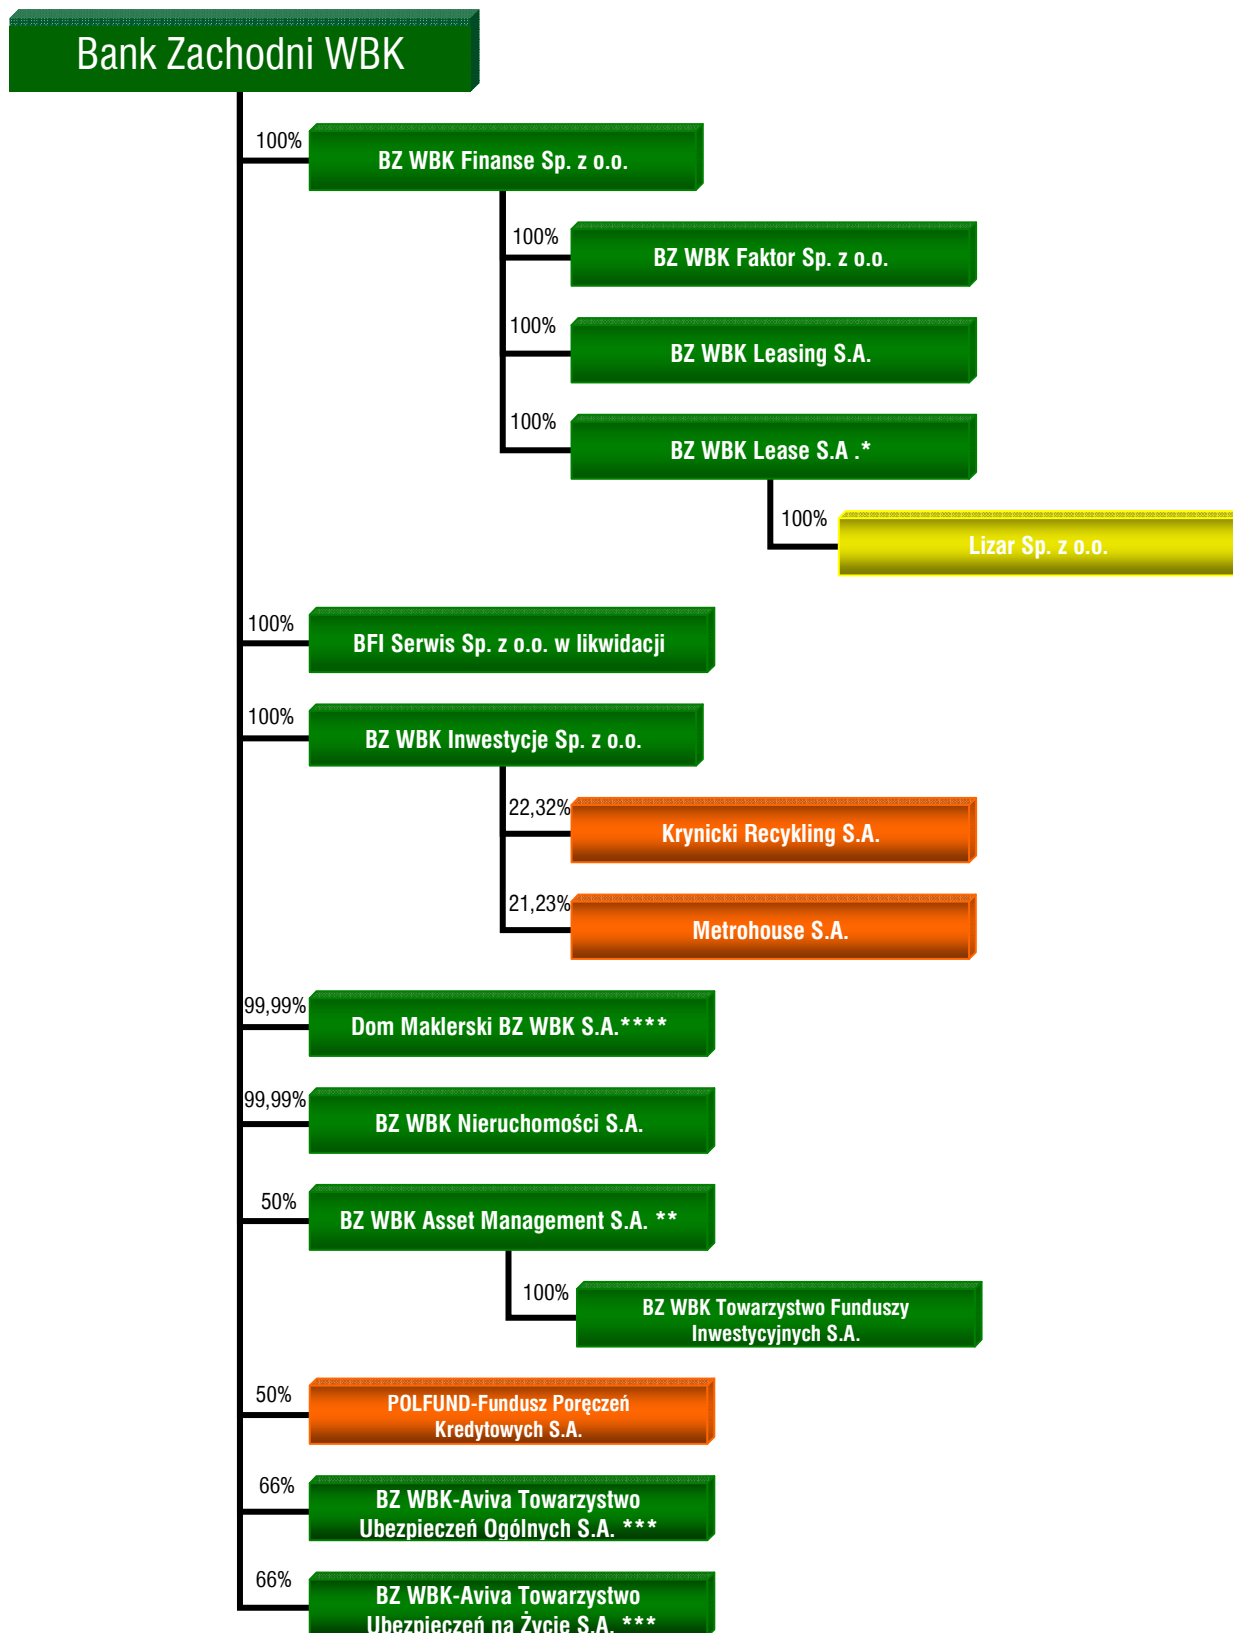 Bank Zachodni WBK
100%
BZ WBK Finanse Sp. z o.o.
100%
BZ WBK Faktor Sp. z o.o.
100%
BZ WBK Leasing S.A.
100%
BZ WBK Lease S.A .*
100%
Lizar Sp. z o.o.
100%
BFI Serwis Sp. z o.o. w likwidacji
100%
BZ WBK Inwestycje Sp. z o.o.
22,32%
Krynicki Recykling S.A.
21,23%
Metrohouse S.A.
99,99%
Dom Maklerski BZ WBK S.A.****
99,99%
BZ WBK Nieruchomości S.A.
50%
BZ WBK Asset Management S.A. **
100%
BZ WBK Towarzystwo Funduszy
Inwestycyjnych S.A.
50%
POLFUND-Fundusz Poręczeń
Kredytowych S.A.
66%
BZ WBK-Aviva Towarzystwo
Ubezpieczeń Ogólnych S.A. ***
66%
BZ WBK-Aviva Towarzystwo
Ubezpieczeń na Życie S.A. ***